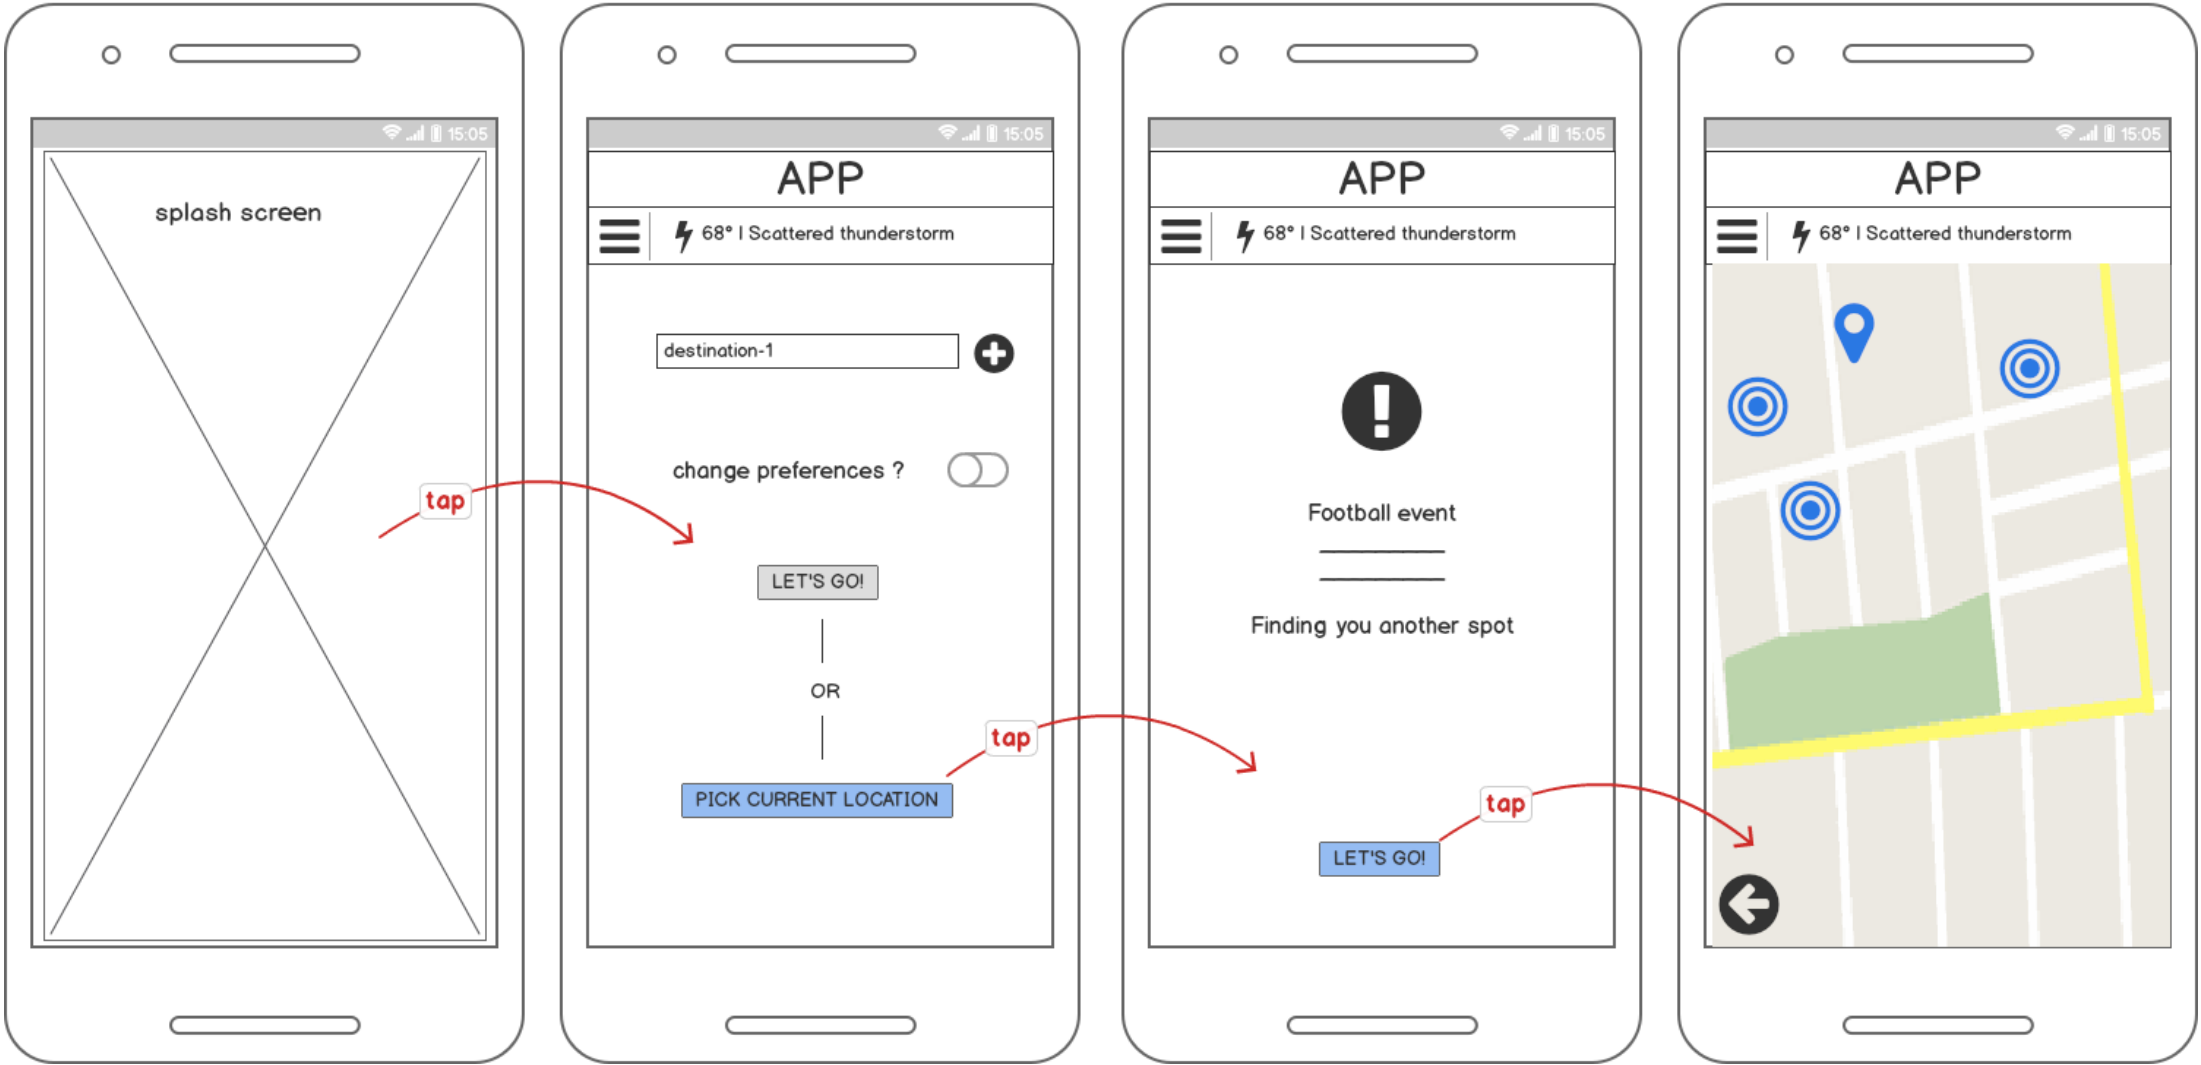 15:05
splash screen
tap
15:05
APP
68° | Scattered thunderstorm
destination-1
change preferences ?
LET'S GO!
OR
tap
PICK CURRENT LOCATION
15:05
APP
68° | Scattered thunderstorm
!
Football event
Finding you another spot
tap
LET'S GO!
15:05
APP
68° | Scattered thunderstorm